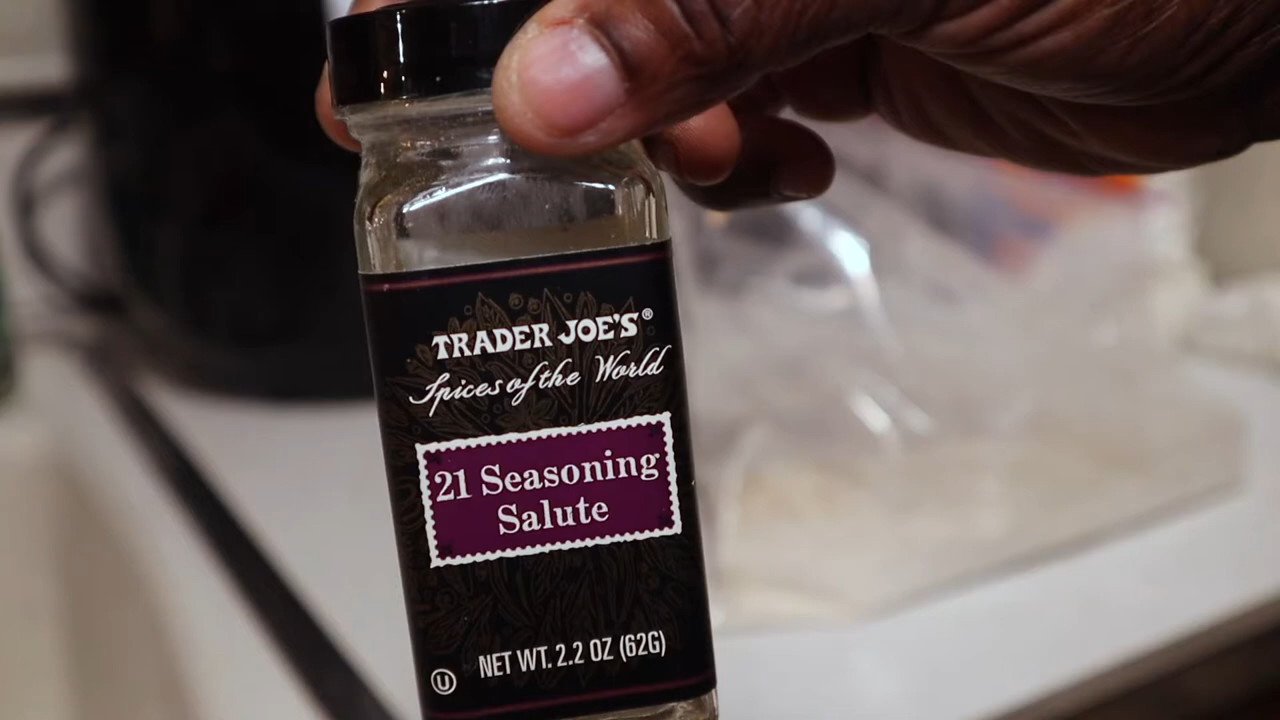 TRADER JOE'S®
Spices of the World
21 Seasoning
Salute
NET WT. 2.2 OZ (62G)
U